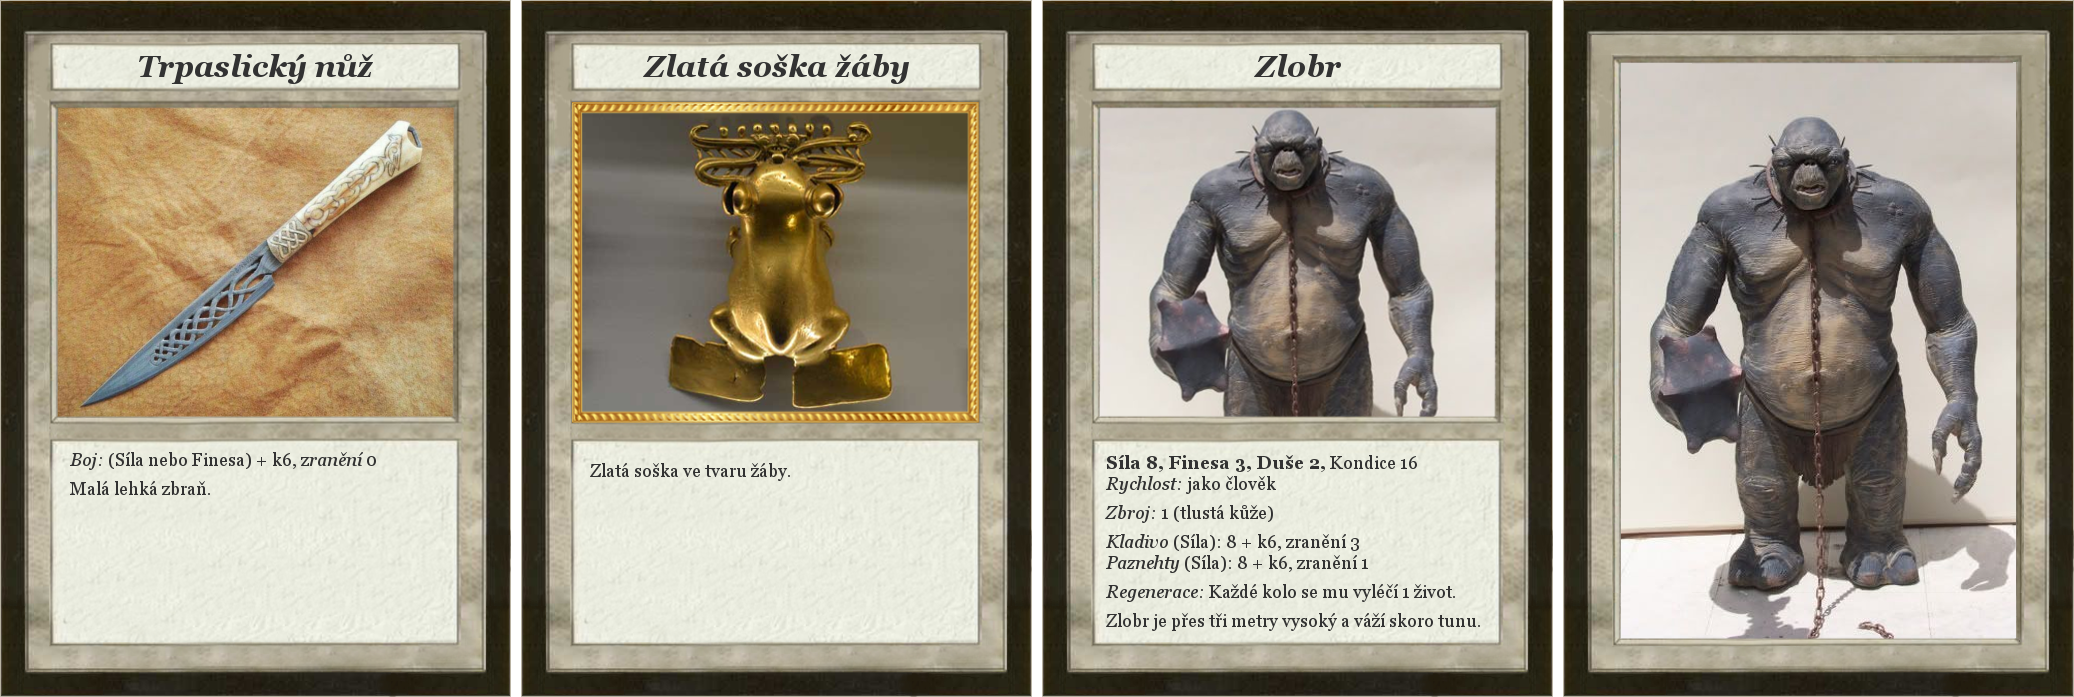 Trpaslický nůž
Boj: (Síla nebo Finesa) + k6, zranění 0
Malá lehká zbraň.
Zlatá soška žáby
Zlatá soška ve tvaru žáby.
Zlobr
Síla 8, Finesa 3, Duše 2, Kondice 16
Rychlost: jako člověk
Zbroj: 1 (tlustá kůže)
Kladivo (Síla): 8 + k6, zranění 3
Paznehty (Síla): 8 + k6, zranění 1
Regenerace: Každé kolo se mu vyléčí 1 život.
Zlobr je přes tři metry vysoký a váží skoro tunu.